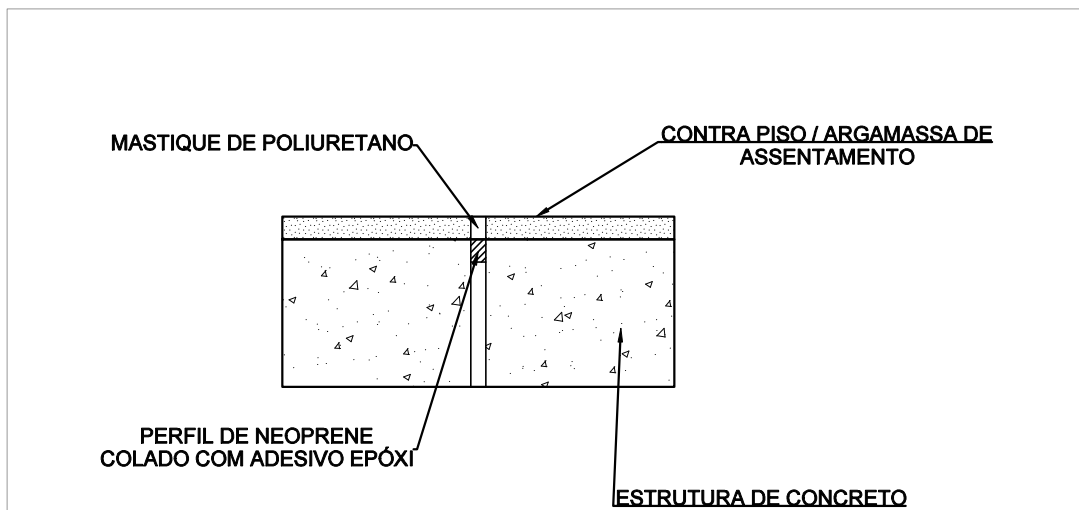 MASTIQUE DE POLIURETANO
CONTRA PISO / ARGAMASSA DE
ASSENTAMENTO
PERFIL DE NEOPRENE
COLADO COM ADESIVO EPÓXI
ESTRUTURA DE CONCRETO